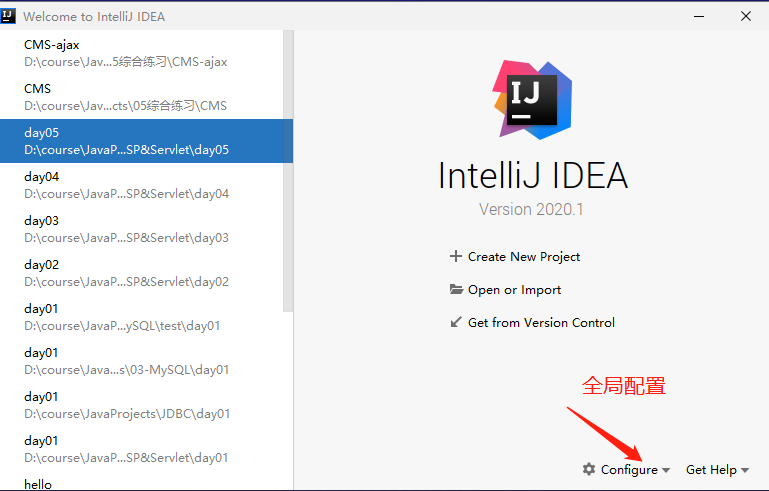 IJ Welcome to IntelliJ IDEA
CMS-ajax
D:\course\Jav...5综合练习\CMS-ajax
CMS
D:\course\Jav...cts\05综合练习\CMS
day05
D:\course\JavaP...SP&Servlet\day05
day04
D:\course\JavaP...SP&Servlet\day04
day03
D:\course\JavaP...SP&Servlet\day03
day02
D:\course\JavaP...SP&Servlet\day02
day01
D:\course\JavaP...ySQL\test\day01
day01
D:\course\Java...s\03-MySQL\day01
day01
D:\course\JavaProjects\JDBC\day01
day01
D:\course\JavaP...SP&Servlet\day01
hello
IJ
IntelliJ IDEA
Version 2020.1
Create New Project
Open or Import
Get from Version Control
全局配置
Configure
Get Help